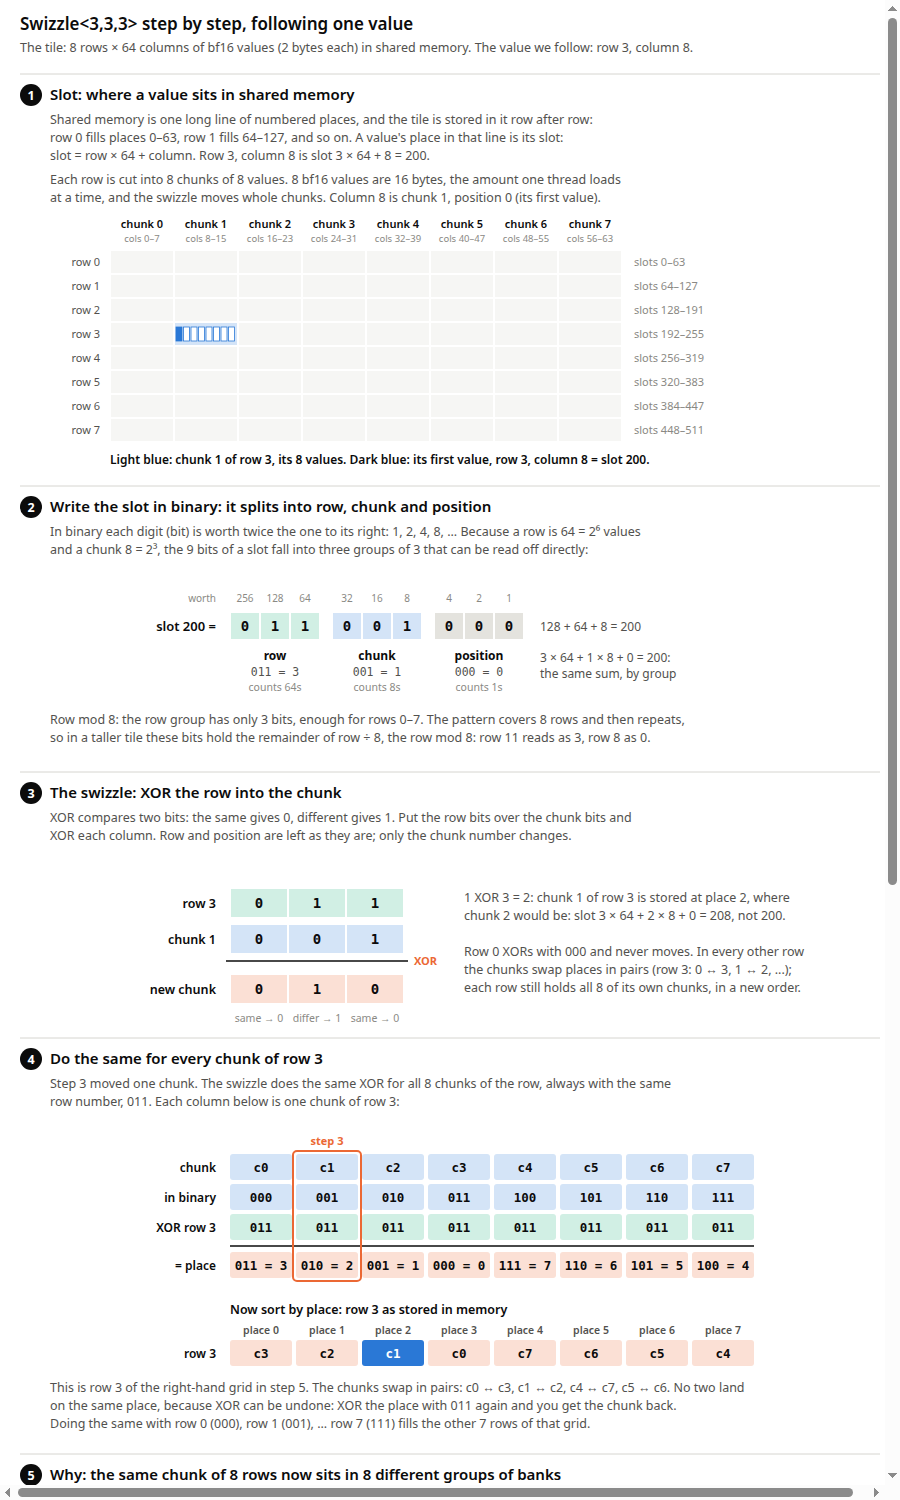 Swizzle<3,3,3> step by step, following one value
The tile: 8 rows × 64 columns of bf16 values (2 bytes each) in shared memory. The value we follow: row 3, column 8.
1 Slot: where a value sits in shared memory
Shared memory is one long line of numbered places, and the tile is stored in it row after row:
row 0 fills places 0–63, row 1 fills 64–127, and so on. A value's place in that line is its slot:
slot = row × 64 + column. Row 3, column 8 is slot 3 × 64 + 8 = 200.
Each row is cut into 8 chunks of 8 values. 8 bf16 values are 16 bytes, the amount one thread loads
at a time, and the swizzle moves whole chunks. Column 8 is chunk 1, position 0 (its first value).
chunk 0 chunk 1 chunk 2 chunk 3 chunk 4 chunk 5 chunk 6 chunk 7
cols 0–7 cols 8–15 cols 16–23 cols 24–31 cols 32–39 cols 40–47 cols 48–55 cols 56–63
row 0 slots 0–63
row 1 slots 64–127
row 2 slots 128–191
row 3 slots 192–255
row 4 slots 256–319
row 5 slots 320–383
row 6 slots 384–447
row 7 slots 448–511
Light blue: chunk 1 of row 3, its 8 values. Dark blue: its first value, row 3, column 8 = slot 200.
2 Write the slot in binary: it splits into row, chunk and position
In binary each digit (bit) is worth twice the one to its right: 1, 2, 4, 8, ... Because a row is 64 = 2⁶ values
and a chunk 8 = 2³, the 9 bits of a slot fall into three groups of 3 that can be read off directly:
worth 256 128 64 32 16 8 4 2 1
slot 200 = 0 1 1 0 0 1 0 0 0 128 + 64 + 8 = 200
row chunk position 3 × 64 + 1 × 8 + 0 = 200:
011 = 3 001 = 1 000 = 0 the same sum, by group
counts 64s counts 8s counts 1s
Row mod 8: the row group has only 3 bits, enough for rows 0–7. The pattern covers 8 rows and then repeats,
so in a taller tile these bits hold the remainder of row ÷ 8, the row mod 8: row 11 reads as 3, row 8 as 0.
3 The swizzle: XOR the row into the chunk
XOR compares two bits: the same gives 0, different gives 1. Put the row bits over the chunk bits and
XOR each column. Row and position are left as they are; only the chunk number changes.
row 3 0 1 1
chunk 1 0 0 1
XOR
new chunk 0 1 0
same → 0 differ → 1 same → 0
1 XOR 3 = 2: chunk 1 of row 3 is stored at place 2, where
chunk 2 would be: slot 3 × 64 + 2 × 8 + 0 = 208, not 200.
Row 0 XORs with 000 and never moves. In every other row
the chunks swap places in pairs (row 3: 0 ↔ 3, 1 ↔ 2, ...);
each row still holds all 8 of its own chunks, in a new order.
4 Do the same for every chunk of row 3
Step 3 moved one chunk. The swizzle does the same XOR for all 8 chunks of the row, always with the same
row number, 011. Each column below is one chunk of row 3:
step 3
chunk c0 c1 c2 c3 c4 c5 c6 c7
in binary 000 001 010 011 100 101 110 111
XOR row 3 011 011 011 011 011 011 011 011
= place 011 = 3 010 = 2 001 = 1 000 = 0 111 = 7 110 = 6 101 = 5 100 = 4
Now sort by place: row 3 as stored in memory
place 0 place 1 place 2 place 3 place 4 place 5 place 6 place 7
row 3 c3 c2 c1 c0 c7 c6 c5 c4
This is row 3 of the right-hand grid in step 5. The chunks swap in pairs: c0 ↔ c3, c1 ↔ c2, c4 ↔ c7, c5 ↔ c6. No two land
on the same place, because XOR can be undone: XOR the place with 011 again and you get the chunk back.
Doing the same with row 0 (000), row 1 (001), ... row 7 (111) fills the other 7 rows of that grid.
5 Why: the same chunk of 8 rows now sits in 8 different groups of banks